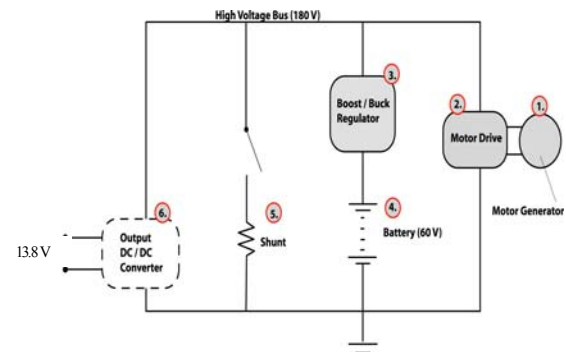 High Voltage Bus (180 V)
3.
Boost / Buck
Regulator
2.
1.
Motor Drive
Motor Generator
4.
Battery (60 V)
5.
Shunt
6.
Output
DC / DC
Converter
13.8 V